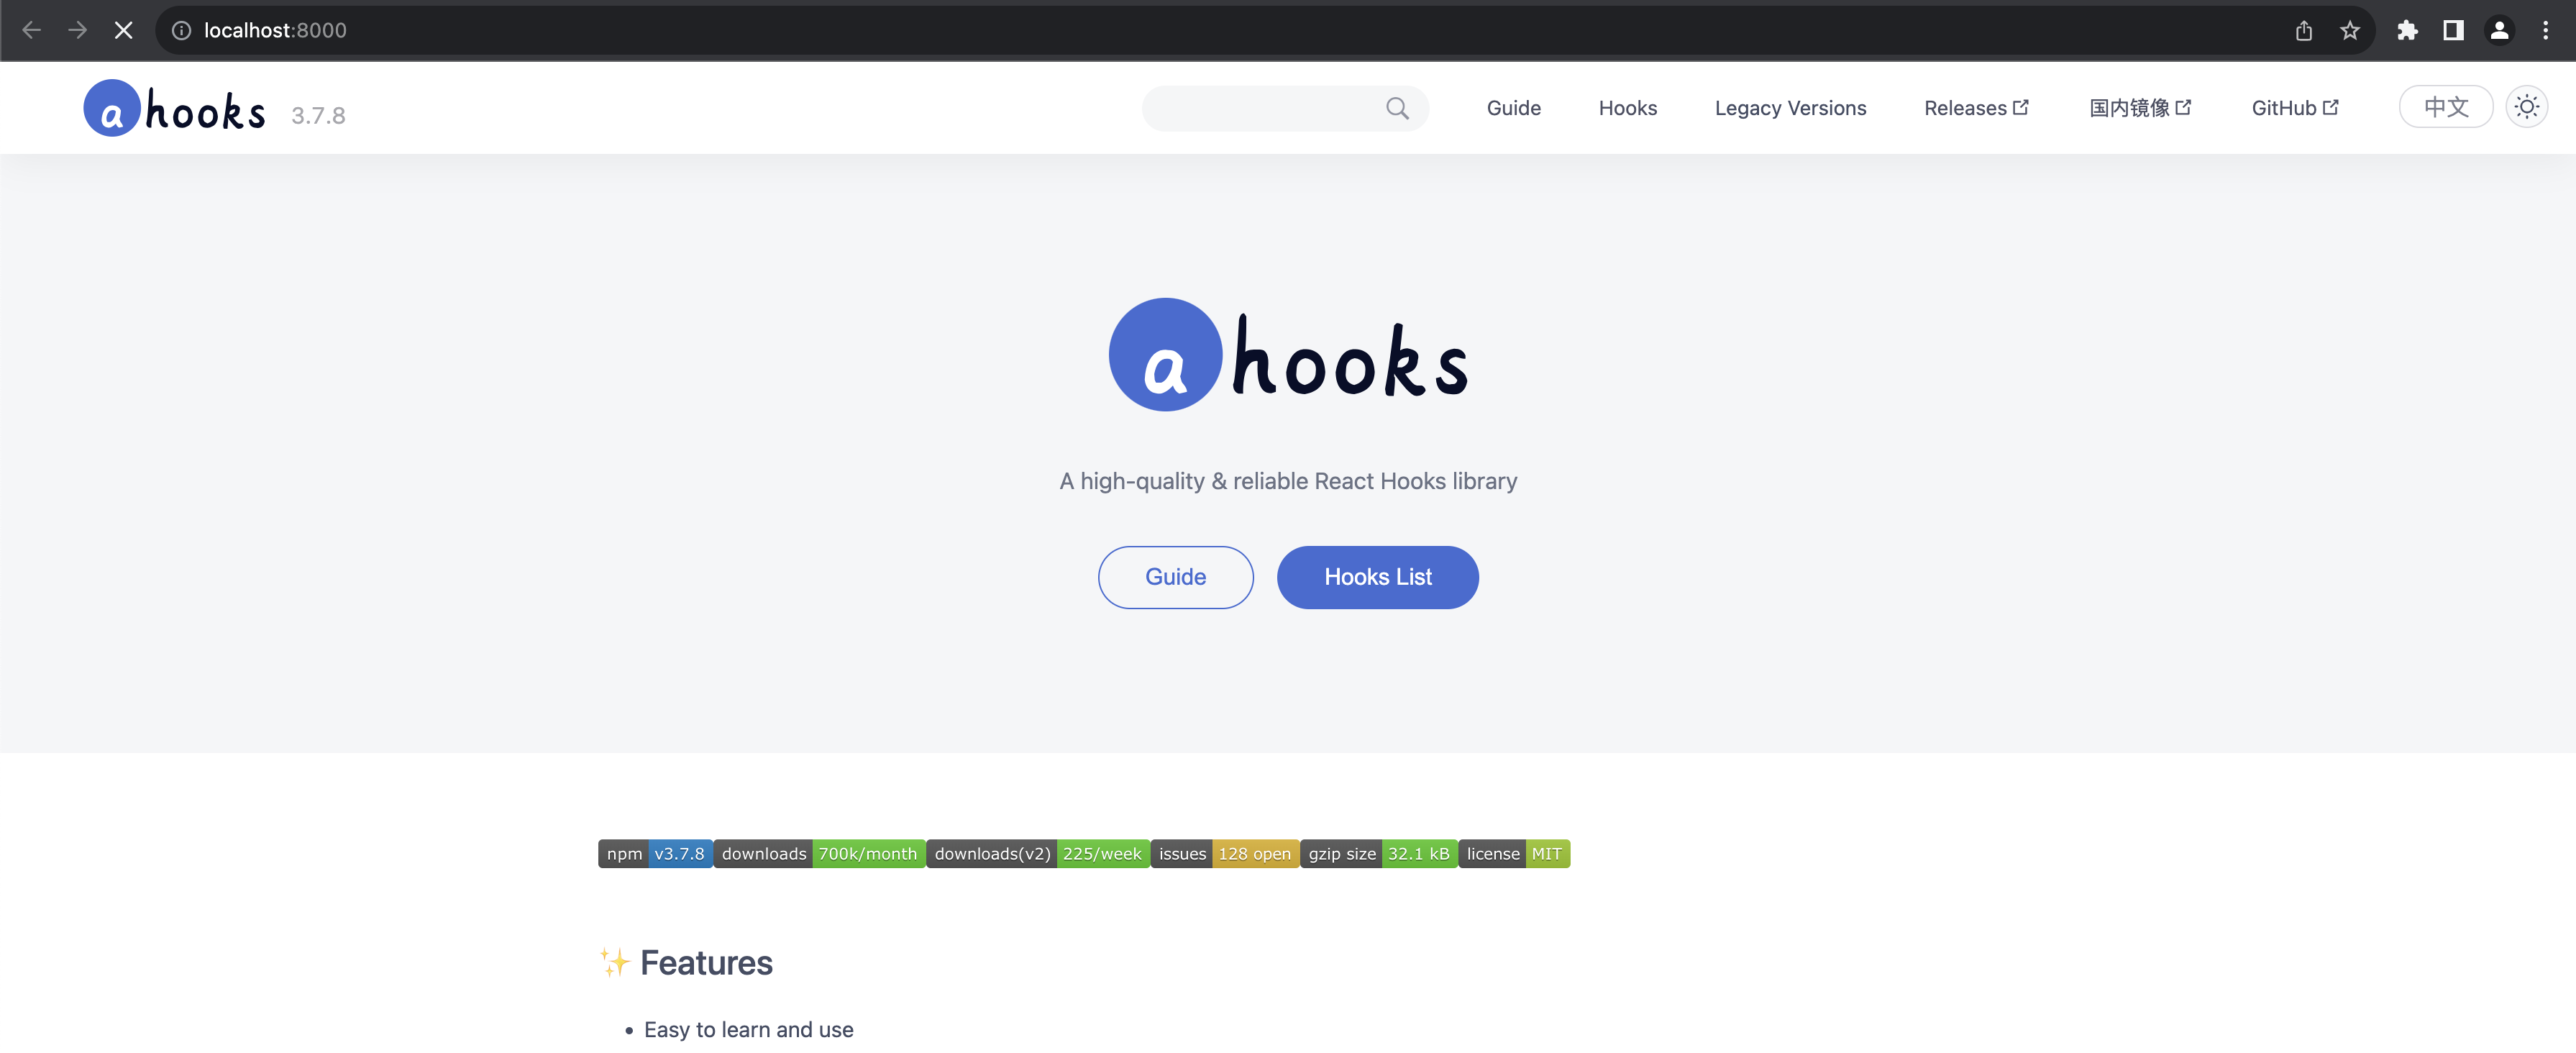 localhost:8000
ahooks 3.7.8 Guide Hooks Legacy Versions Releases 国内镜像 GitHub 中文
ahooks
A high-quality & reliable React Hooks library
Guide Hooks List
npm v3.7.8 downloads 700k/month downloads(v2) 225/week issues 128 open gzip size 32.1 kB license MIT
✨ Features
• Easy to learn and use